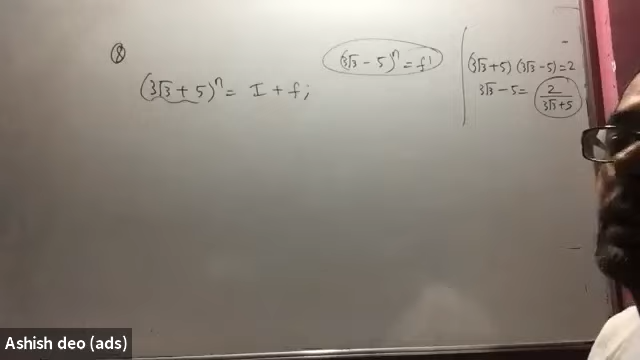 Q
(3√3 - 5)ⁿ = f'
(3√3 + 5)ⁿ = I + f;
(3√3 + 5) (3√3 - 5) = 2
3√3 - 5 = 2/(3√3 + 5)
Ashish deo (ads)